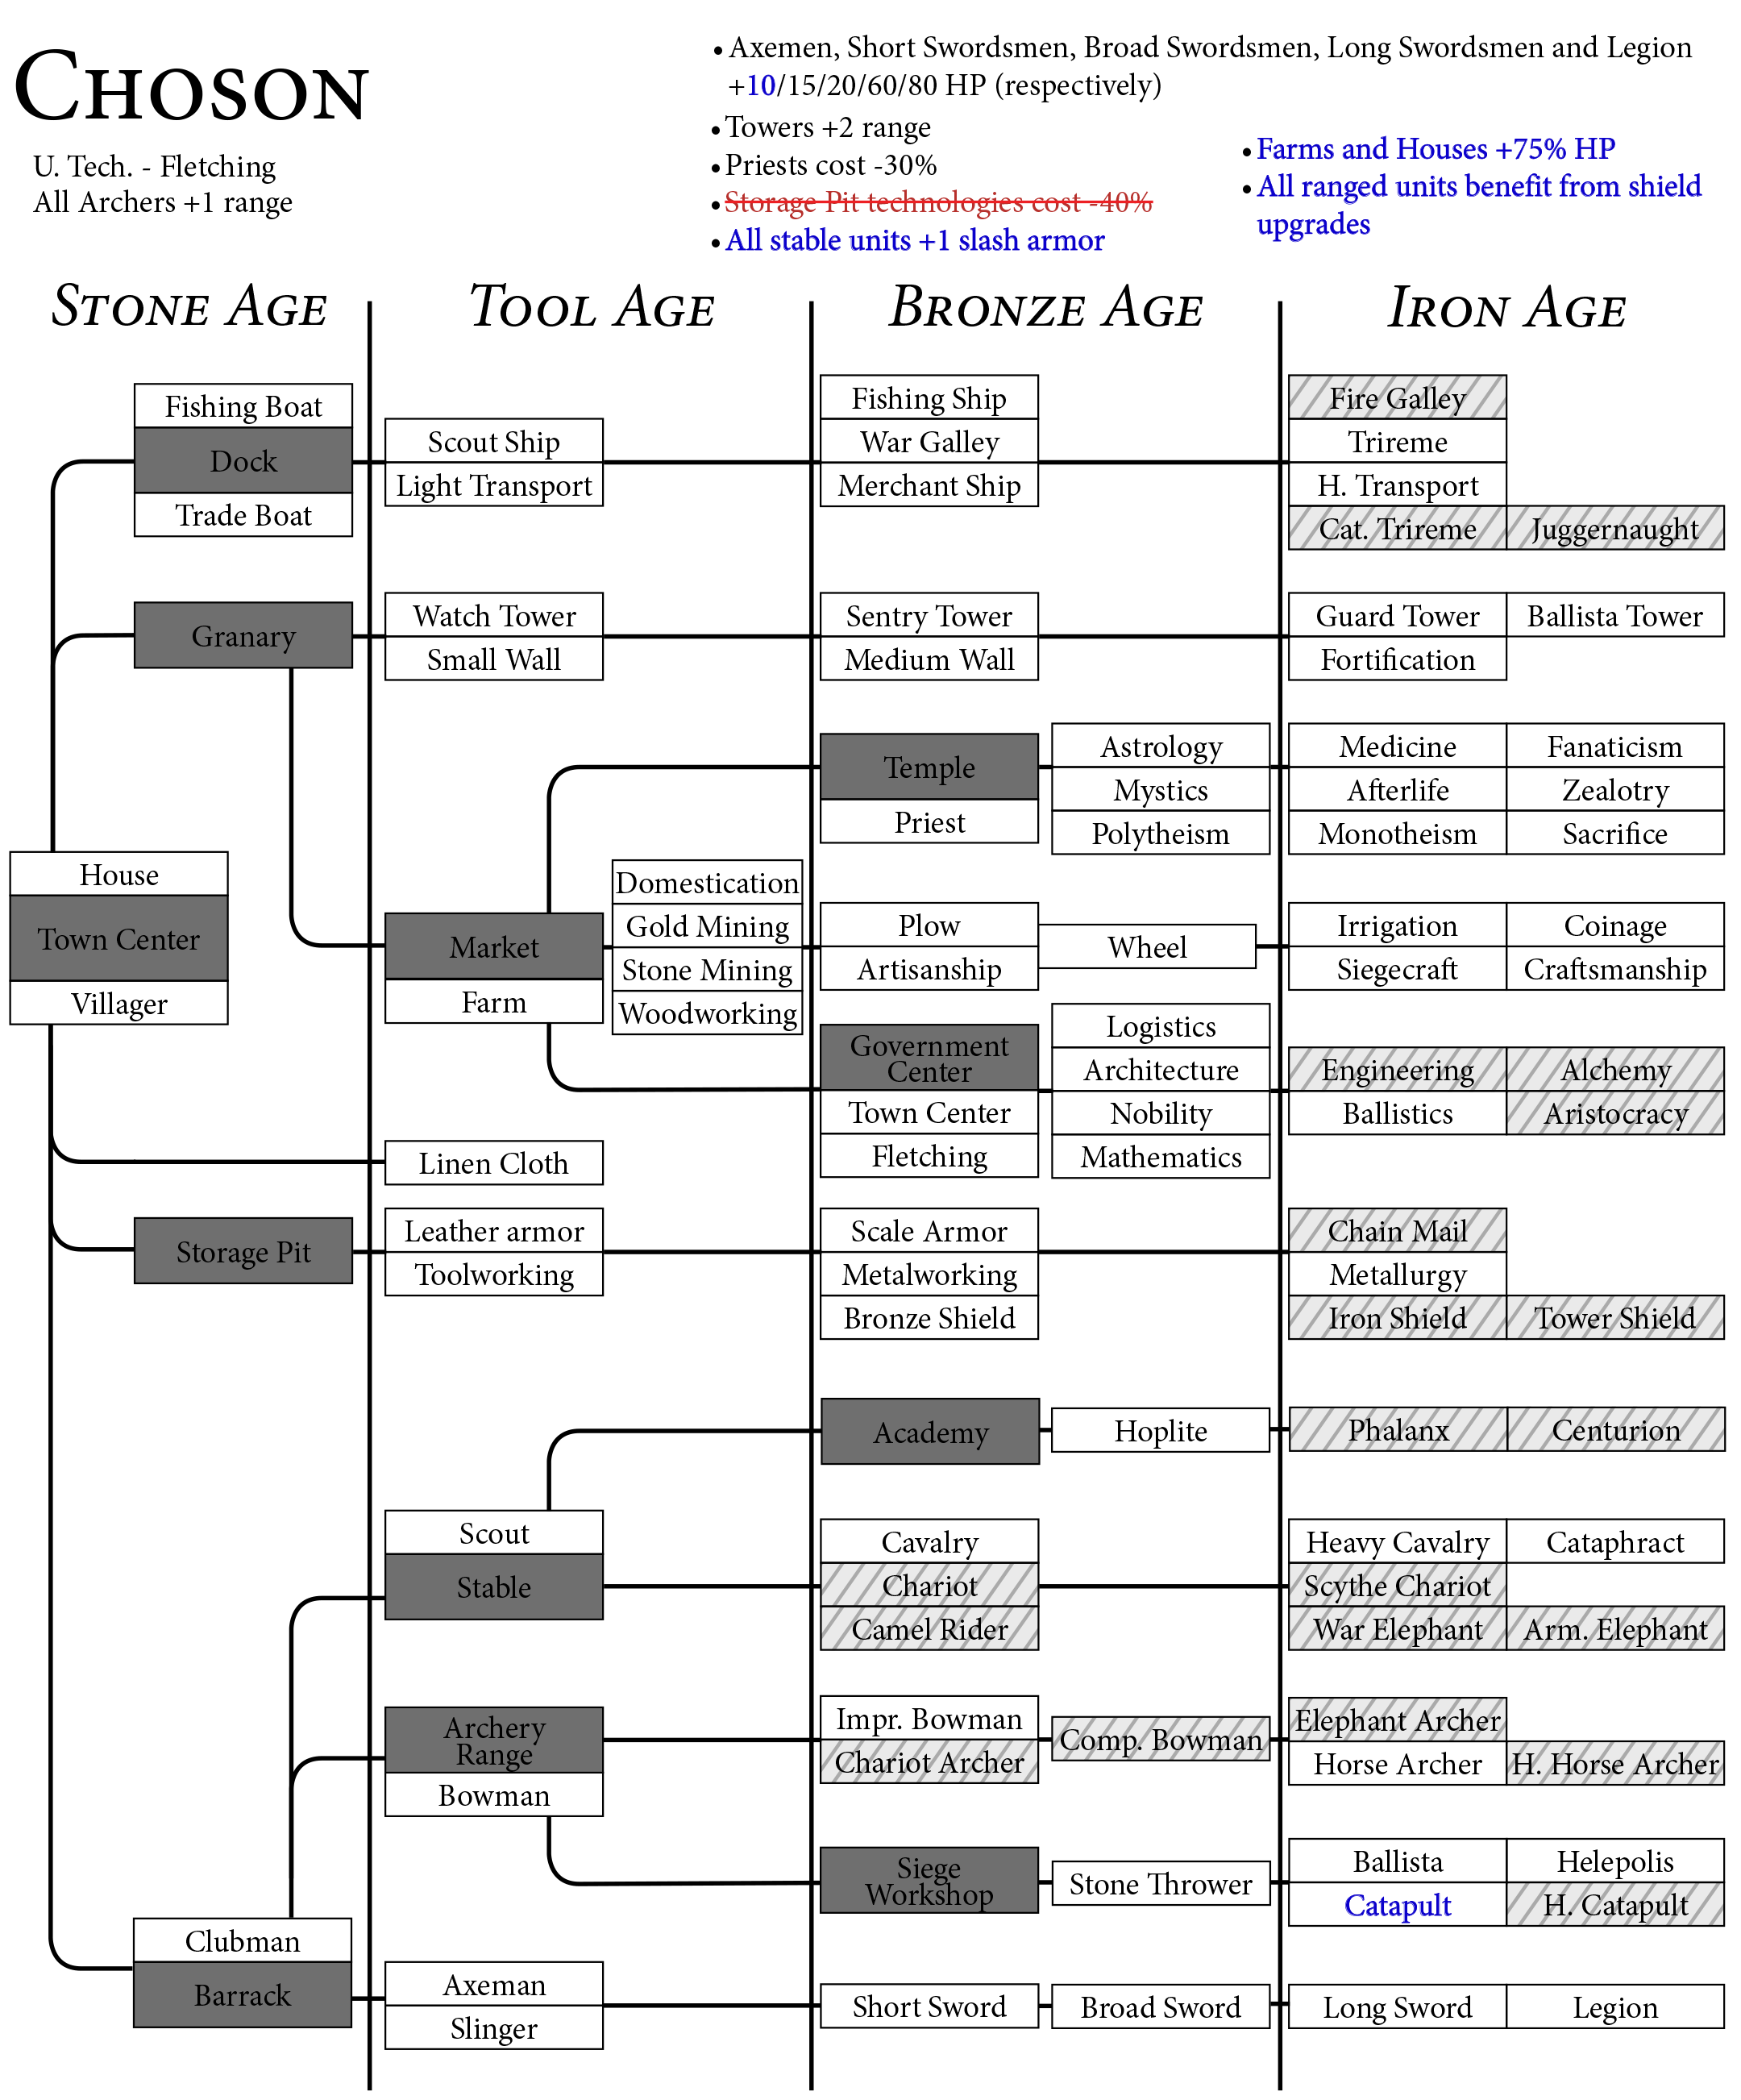 CHOSON
U. Tech. - Fletching
All Archers +1 range
• Axemen, Short Swordsmen, Broad Swordsmen, Long Swordsmen and Legion
+10/15/20/60/80 HP (respectively)
• Towers +2 range
• Priests cost -30%
• Storage Pit technologies cost -40%
• All stable units +1 slash armor
• Farms and Houses +75% HP
• All ranged units benefit from shield
upgrades
STONE AGE
TOOL AGE
BRONZE AGE
IRON AGE
Fishing Boat
Dock
Trade Boat
Scout Ship
Light Transport
Fishing Ship
War Galley
Merchant Ship
Fire Galley
Trireme
H. Transport
Cat. Trireme
Juggernaught
Granary
Watch Tower
Small Wall
Sentry Tower
Medium Wall
Guard Tower
Ballista Tower
Fortification
Temple
Priest
Astrology
Mystics
Polytheism
Medicine
Fanaticism
Afterlife
Zealotry
Monotheism
Sacrifice
House
Town Center
Villager
Market
Farm
Domestication
Gold Mining
Stone Mining
Woodworking
Plow
Artisanship
Wheel
Irrigation
Coinage
Siegecraft
Craftsmanship
Government
Center
Town Center
Fletching
Logistics
Architecture
Nobility
Mathematics
Engineering
Alchemy
Ballistics
Aristocracy
Linen Cloth
Storage Pit
Leather armor
Toolworking
Scale Armor
Metalworking
Bronze Shield
Chain Mail
Metallurgy
Iron Shield
Tower Shield
Academy
Hoplite
Phalanx
Centurion
Scout
Stable
Cavalry
Chariot
Camel Rider
Heavy Cavalry
Cataphract
Scythe Chariot
War Elephant
Arm. Elephant
Archery
Range
Bowman
Impr. Bowman
Chariot Archer
Comp. Bowman
Elephant Archer
Horse Archer
H. Horse Archer
Siege
Workshop
Stone Thrower
Ballista
Helepolis
Catapult
H. Catapult
Clubman
Barrack
Axeman
Slinger
Short Sword
Broad Sword
Long Sword
Legion